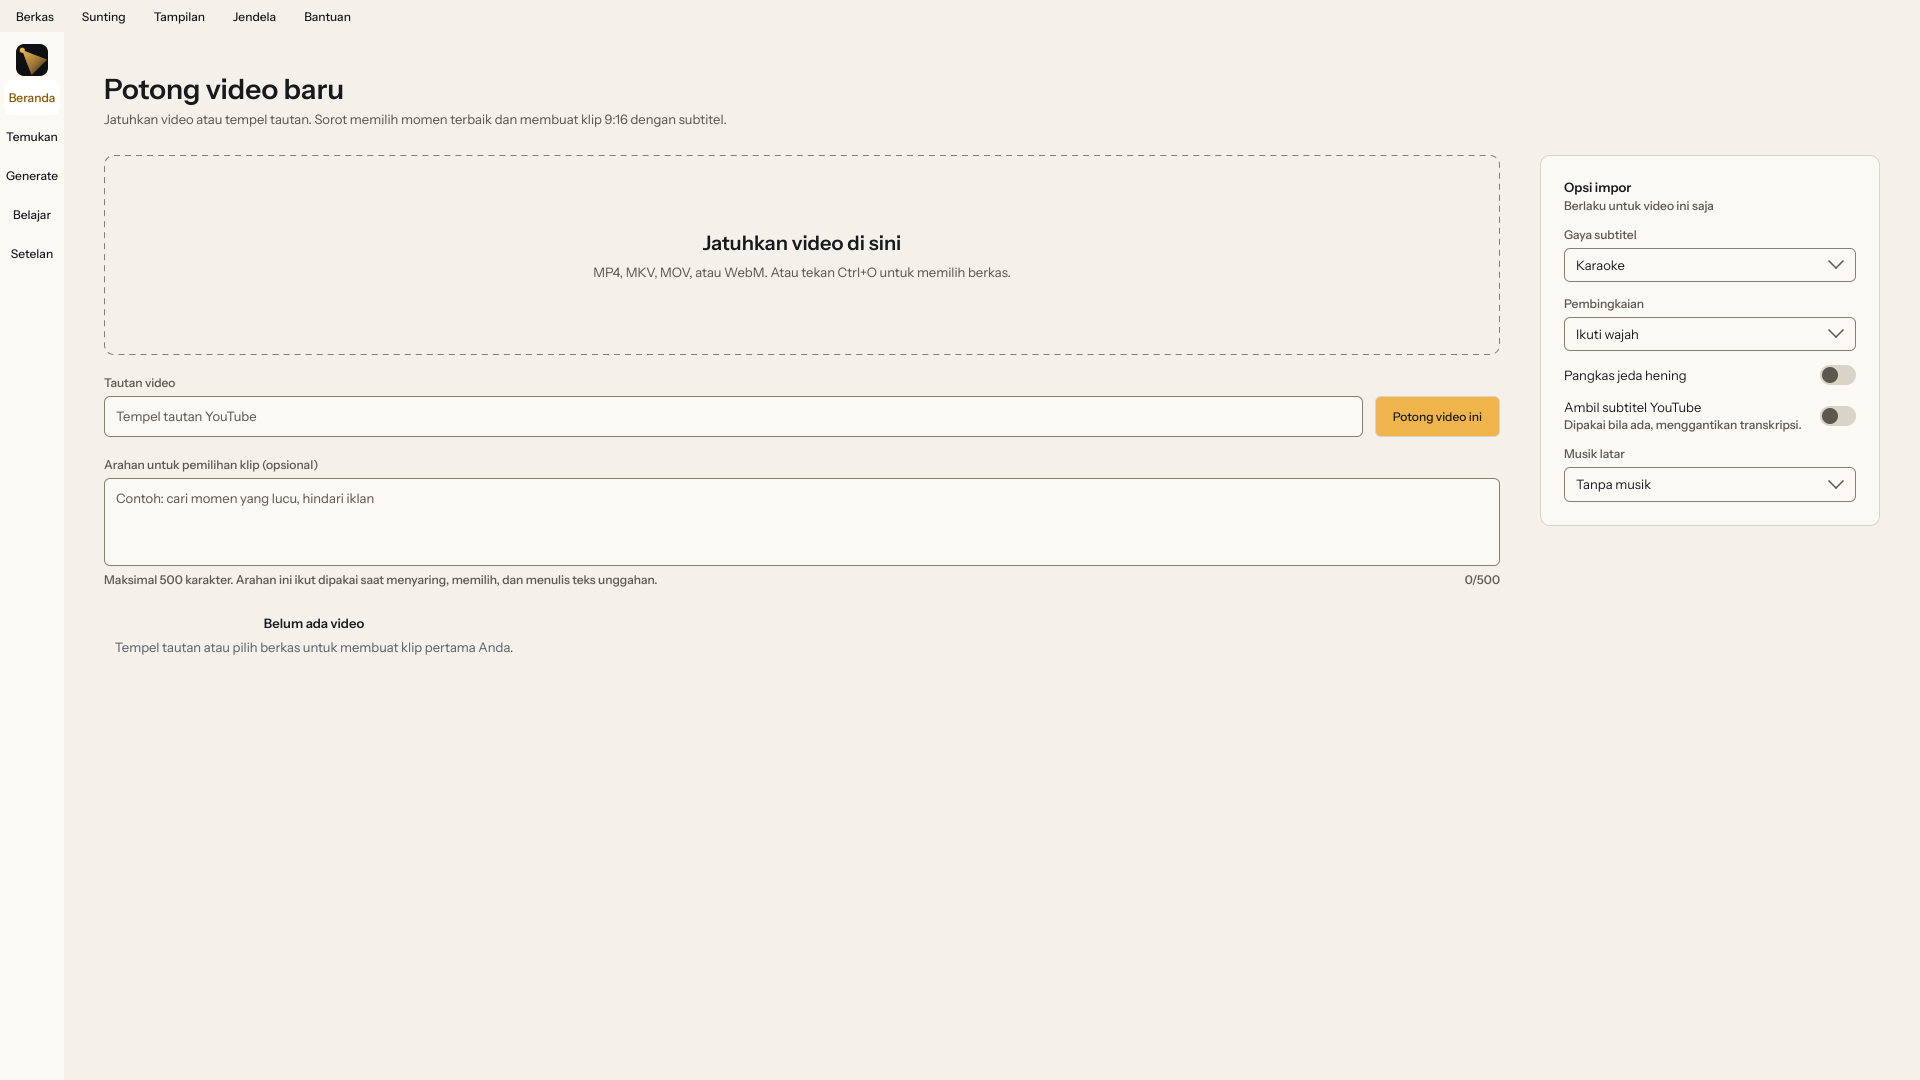 Berkas
Sunting
Tampilan
Jendela
Bantuan
Beranda
Temukan
Generate
Belajar
Setelan
Potong video baru
Jatuhkan video atau tempel tautan. Sorot memilih momen terbaik dan membuat klip 9:16 dengan subtitel.
Jatuhkan video di sini
MP4, MKV, MOV, atau WebM. Atau tekan Ctrl+O untuk memilih berkas.
Tautan video
Tempel tautan YouTube
Potong video ini
Arahan untuk pemilihan klip (opsional)
Contoh: cari momen yang lucu, hindari iklan
Maksimal 500 karakter. Arahan ini ikut dipakai saat menyaring, memilih, dan menulis teks unggahan.
0/500
Belum ada video
Tempel tautan atau pilih berkas untuk membuat klip pertama Anda.
Opsi impor
Berlaku untuk video ini saja
Gaya subtitel
Karaoke
Pembingkaian
Ikuti wajah
Pangkas jeda hening
Ambil subtitel YouTube
Dipakai bila ada, menggantikan transkripsi.
Musik latar
Tanpa musik